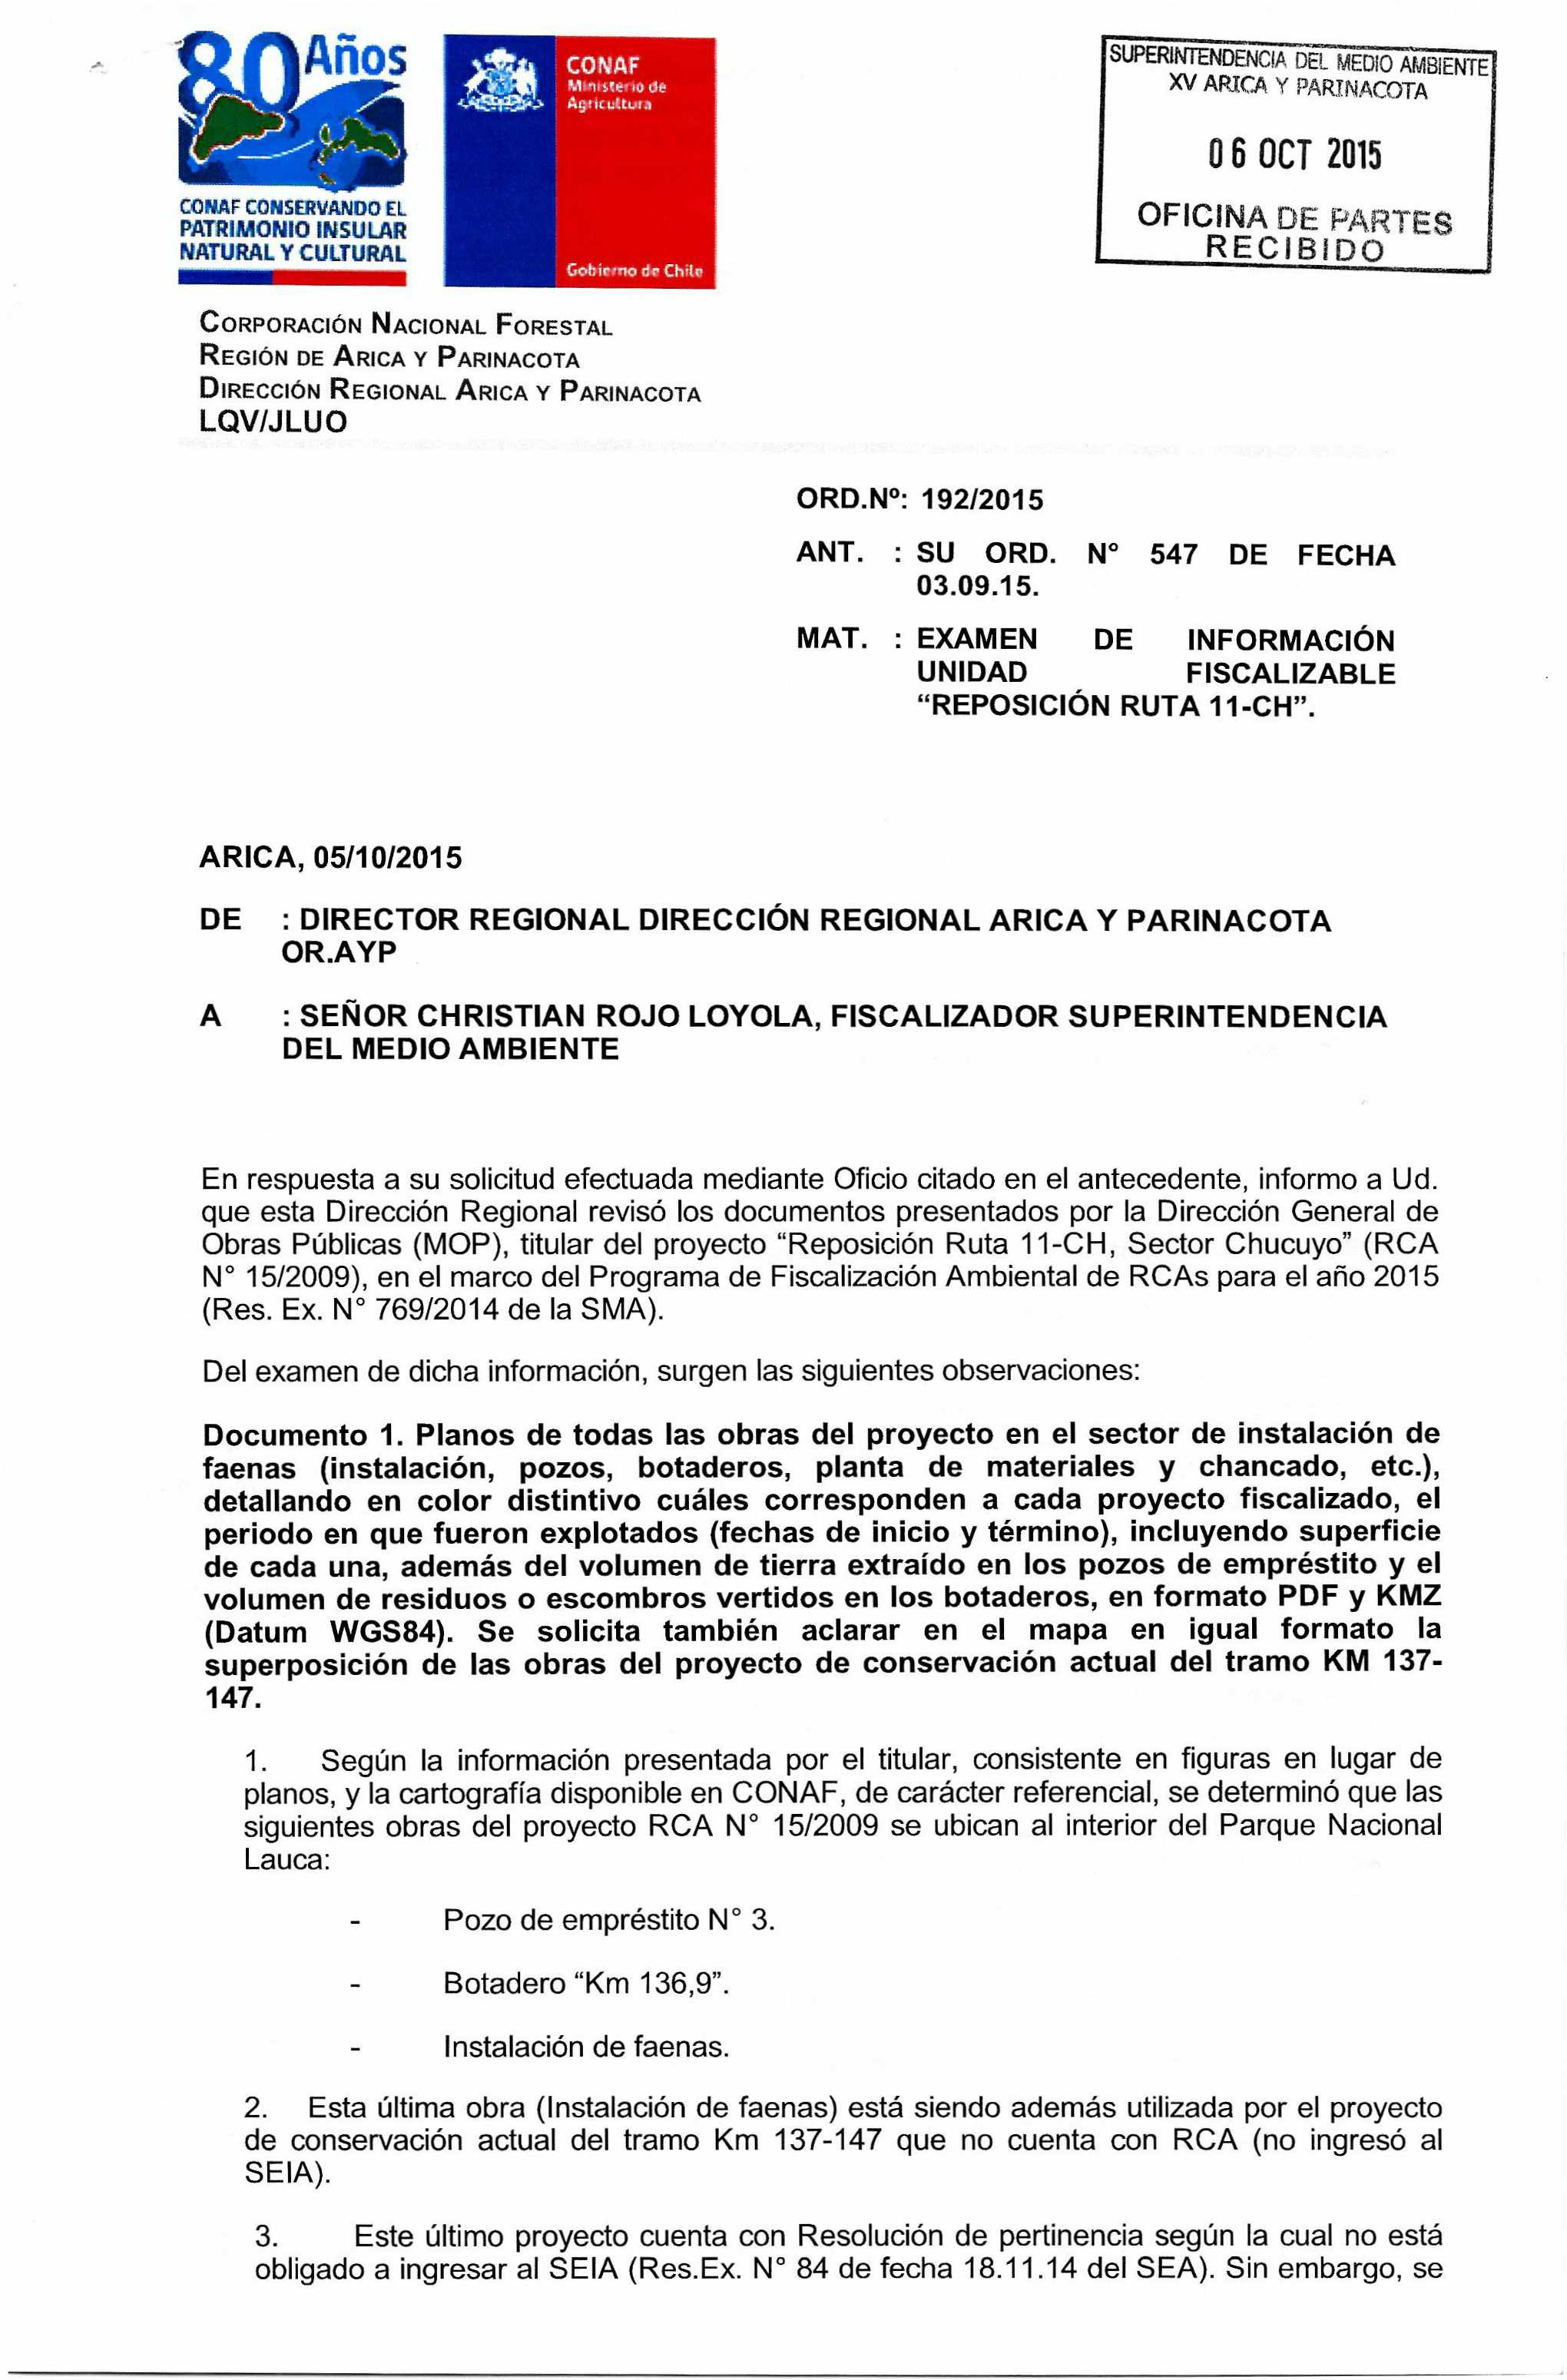 80 Años
CONAF CONSERVANDO EL
PATRIMONIO INSULAR
NATURAL Y CULTURAL
CONAF
Ministerio de
Agricultura
Gobierno de Chile
SUPERINTENDENCIA DEL MEDIO AMBIENTE
XV ARICA Y PARINACOTA
06 OCT 2015
OFICINA DE PARTES
RECIBIDO
CORPORACIÓN NACIONAL FORESTAL
REGIÓN DE ARICA Y PARINACOTA
DIRECCIÓN REGIONAL ARICA Y PARINACOTA
LQV/JLUO
ORD.Nº: 192/2015
ANT. : SU ORD. N° 547 DE FECHA
03.09.15.
MAT. : EXAMEN DE INFORMACIÓN
UNIDAD FISCALIZABLE
“REPOSICIÓN RUTA 11-CH”.
ARICA, 05/10/2015
DE : DIRECTOR REGIONAL DIRECCIÓN REGIONAL ARICA Y PARINACOTA
OR.AYP
A : SEÑOR CHRISTIAN ROJO LOYOLA, FISCALIZADOR SUPERINTENDENCIA
DEL MEDIO AMBIENTE
En respuesta a su solicitud efectuada mediante Oficio citado en el antecedente, informo a Ud.
que esta Dirección Regional revisó los documentos presentados por la Dirección General de
Obras Públicas (MOP), titular del proyecto “Reposición Ruta 11-CH, Sector Chucuyo” (RCA
N° 15/2009), en el marco del Programa de Fiscalización Ambiental de RCAs para el año 2015
(Res. Ex. N° 769/2014 de la SMA).
Del examen de dicha información, surgen las siguientes observaciones:
Documento 1. Planos de todas las obras del proyecto en el sector de instalación de
faenas (instalación, pozos, botaderos, planta de materiales y chancado, etc.),
detallando en color distintivo cuáles corresponden a cada proyecto fiscalizado, el
periodo en que fueron explotados (fechas de inicio y término), incluyendo superficie
de cada una, además del volumen de tierra extraído en los pozos de empréstito y el
volumen de residuos o escombros vertidos en los botaderos, en formato PDF y KMZ
(Datum WGS84). Se solicita también aclarar en el mapa en igual formato la
superposición de las obras del proyecto de conservación actual del tramo KM 137-
147.
1. Según la información presentada por el titular, consistente en figuras en lugar de
planos, y la cartografía disponible en CONAF, de carácter referencial, se determinó que las
siguientes obras del proyecto RCA N° 15/2009 se ubican al interior del Parque Nacional
Lauca:
- Pozo de empréstito N° 3.
- Botadero “Km 136,9”.
- Instalación de faenas.
2. Esta última obra (Instalación de faenas) está siendo además utilizada por el proyecto
de conservación actual del tramo Km 137-147 que no cuenta con RCA (no ingresó al
SEIA).
3. Este último proyecto cuenta con Resolución de pertinencia según la cual no está
obligado a ingresar al SEIA (Res.Ex. N° 84 de fecha 18.11.14 del SEA). Sin embargo, se